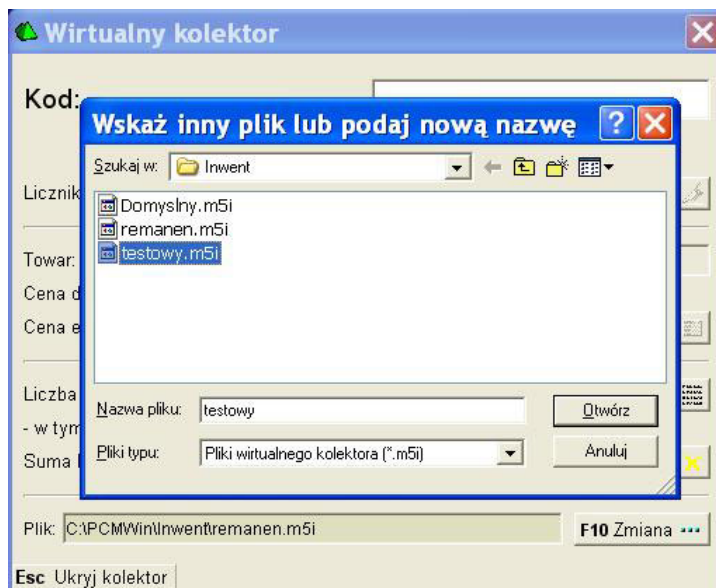 Wirtualny kolektor
Kod:
Wskaż inny plik lub podaj nową nazwę
Szukaj w: Inwent
Licznik
Domyslny.m5i
remanen.m5i
testowy.m5i
Towar:
Cena d
Cena e
Liczba
Nazwa pliku: testowy Otwórz
- w tym
Pliki typu: Pliki wirtualnego kolektora (*.m5i) Anuluj
Suma
Plik: C:\PCMWin\Inwent\remanen.m5i F10 Zmiana ...
Esc Ukryj kolektor